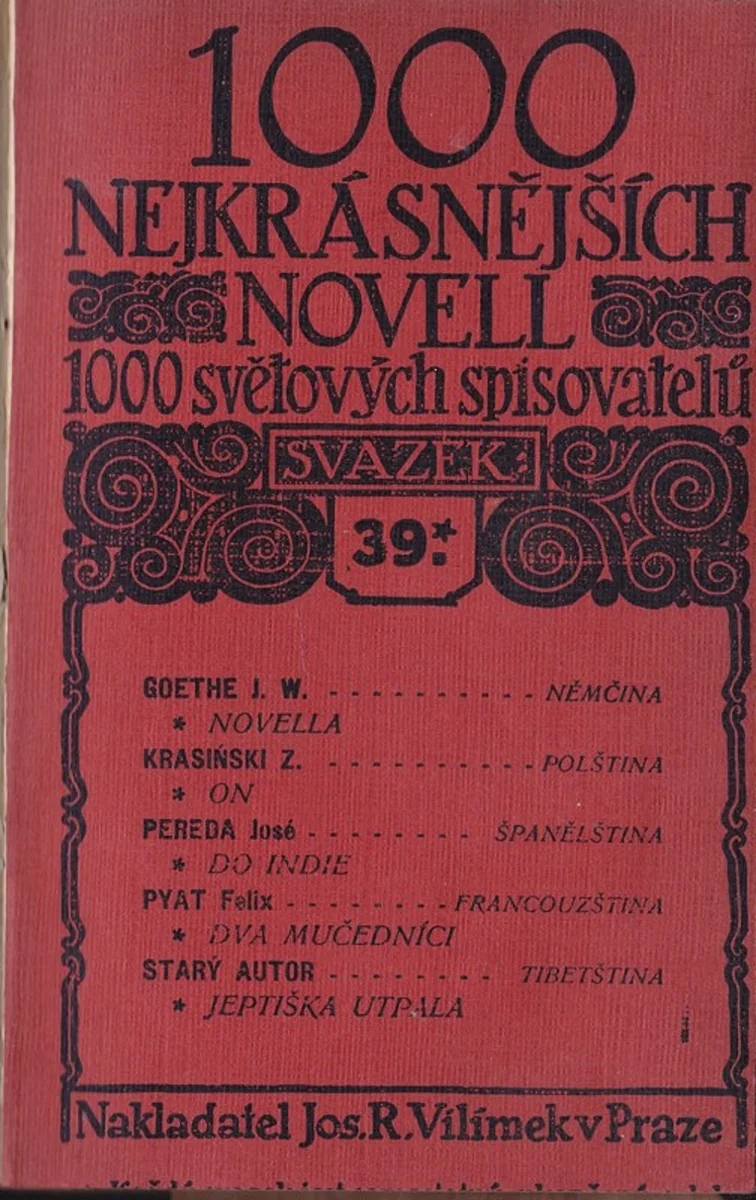 1000
NEJKRÁSNĚJŠÍCH
NOVELL
1000 světových spisovatelů
SVAZEK:
39.*
GOETHE J. W. - - - - - - - - - - - NĚMČINA
* NOVELLA
KRASIŃSKI Z. - - - - - - - - - - - POLŠTINA
* ON
PEREDA José - - - - - - - - ŠPANĚLŠTINA
* DO INDIE
PYAT Felix - - - - - - - - FRANCOUZŠTINA
* DVA MUČEDNÍCI
STARÝ AUTOR - - - - - - - - TIBETŠTINA
* JEPTIŠKA UTPALA
Nakladatel Jos. R. Vilímek v Praze